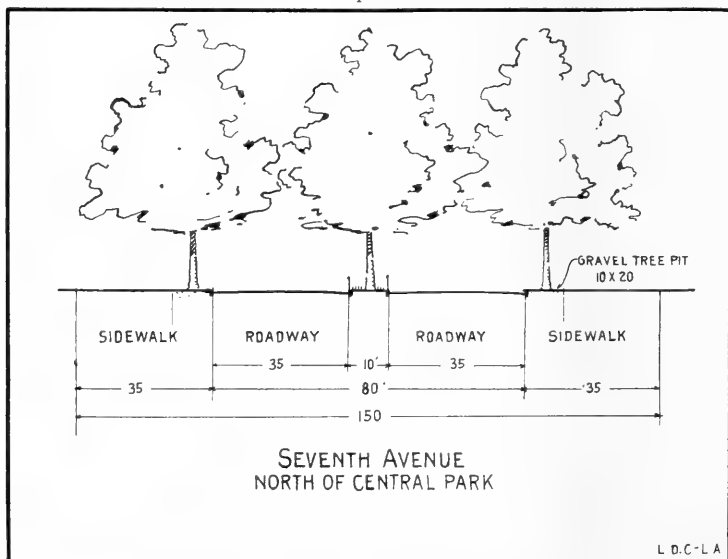 GRAVEL TREE PIT
10 X 20
SIDEWALK ROADWAY ROADWAY SIDEWALK
35 10' 35
35 80' 35
150
SEVENTH AVENUE
NORTH OF CENTRAL PARK
L.D.C-L.A